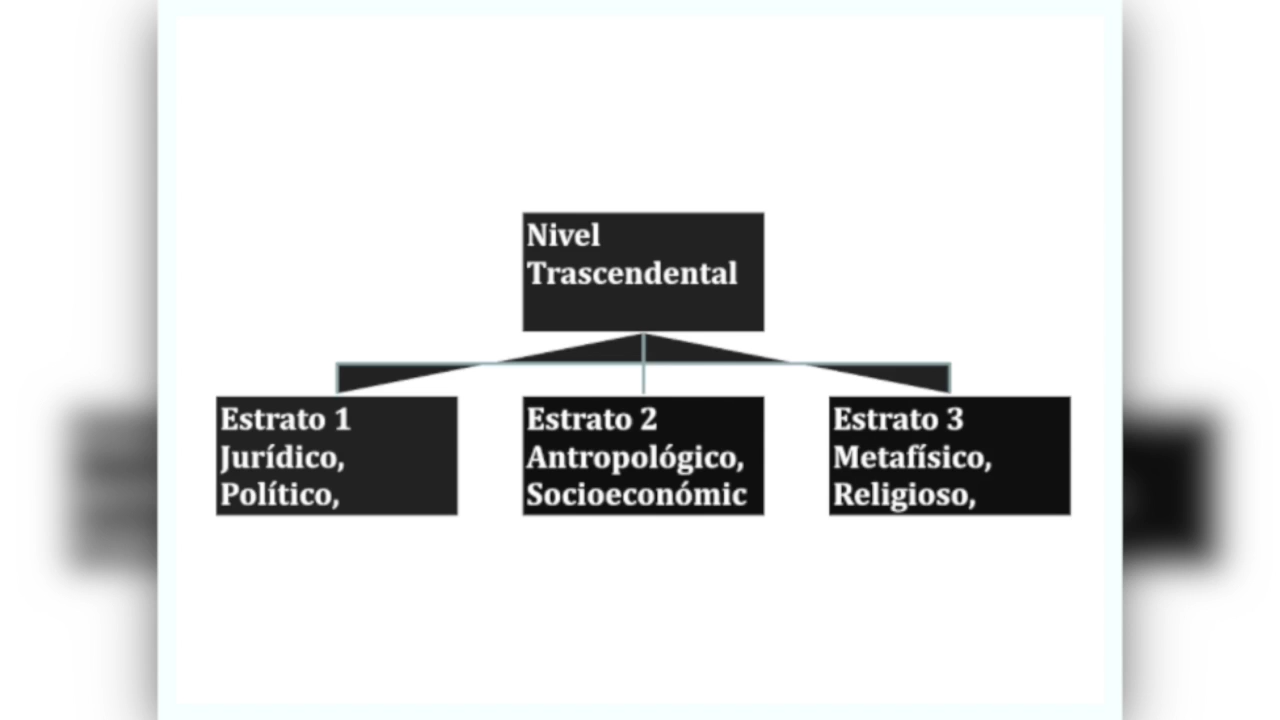 Nivel
Trascendental
Estrato 1
Jurídico,
Político,
Estrato 2
Antropológico,
Socioeconómic
Estrato 3
Metafísico,
Religioso,